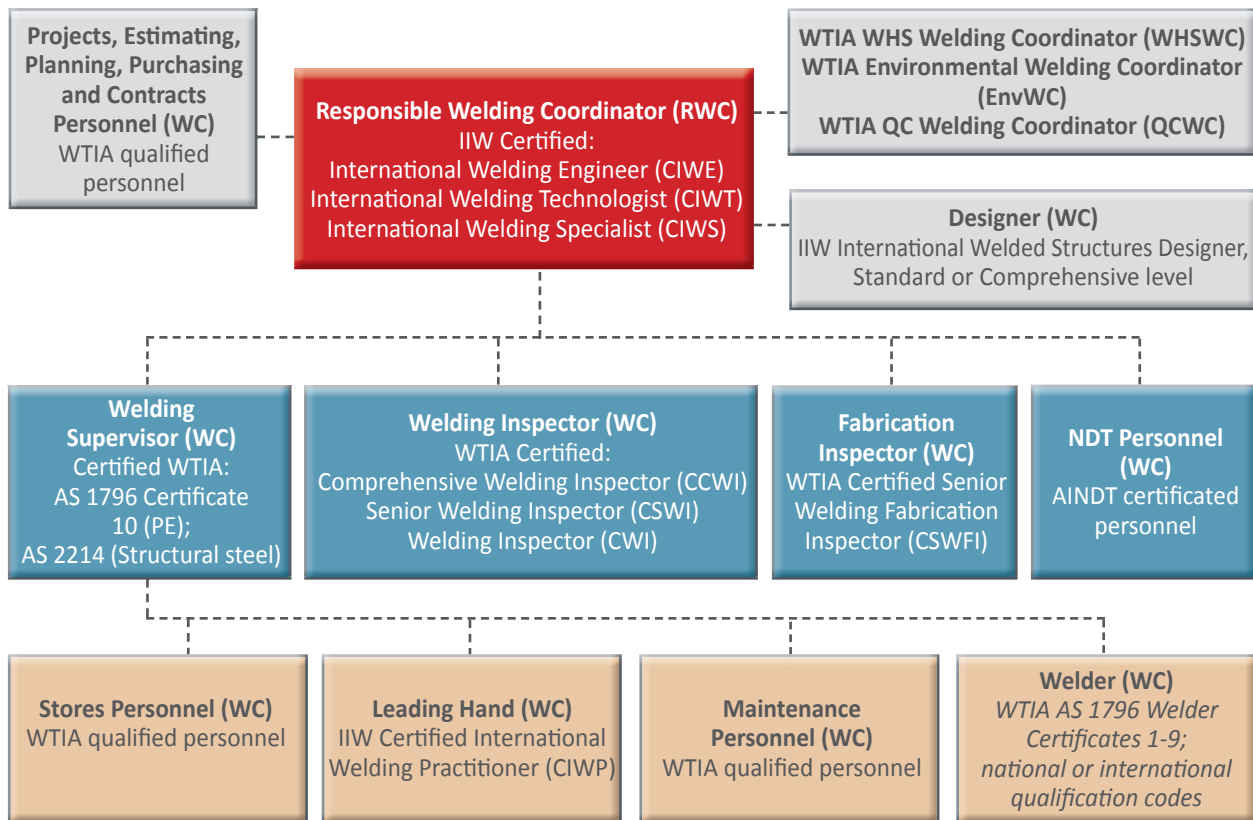 Projects, Estimating,
Planning, Purchasing
and Contracts
Personnel (WC)
WTIA qualified
personnel
Responsible Welding Coordinator (RWC)
IIW Certified:
International Welding Engineer (CIWE)
International Welding Technologist (CIWT)
International Welding Specialist (CIWS)
WTIA WHS Welding Coordinator (WHSWC)
WTIA Environmental Welding Coordinator
(EnvWC)
WTIA QC Welding Coordinator (QCWC)
Designer (WC)
IIW International Welded Structures Designer,
Standard or Comprehensive level
Welding
Supervisor (WC)
Certified WTIA:
AS 1796 Certificate
10 (PE);
AS 2214 (Structural steel)
Welding Inspector (WC)
WTIA Certified:
Comprehensive Welding Inspector (CCWI)
Senior Welding Inspector (CSWI)
Welding Inspector (CWI)
Fabrication
Inspector (WC)
WTIA Certified Senior
Welding Fabrication
Inspector (CSWFI)
NDT Personnel
(WC)
AINDT certificated
personnel
Stores Personnel (WC)
WTIA qualified personnel
Leading Hand (WC)
IIW Certified International
Welding Practitioner (CIWP)
Maintenance
Personnel (WC)
WTIA qualified personnel
Welder (WC)
WTIA AS 1796 Welder
Certificates 1-9;
national or international
qualification codes